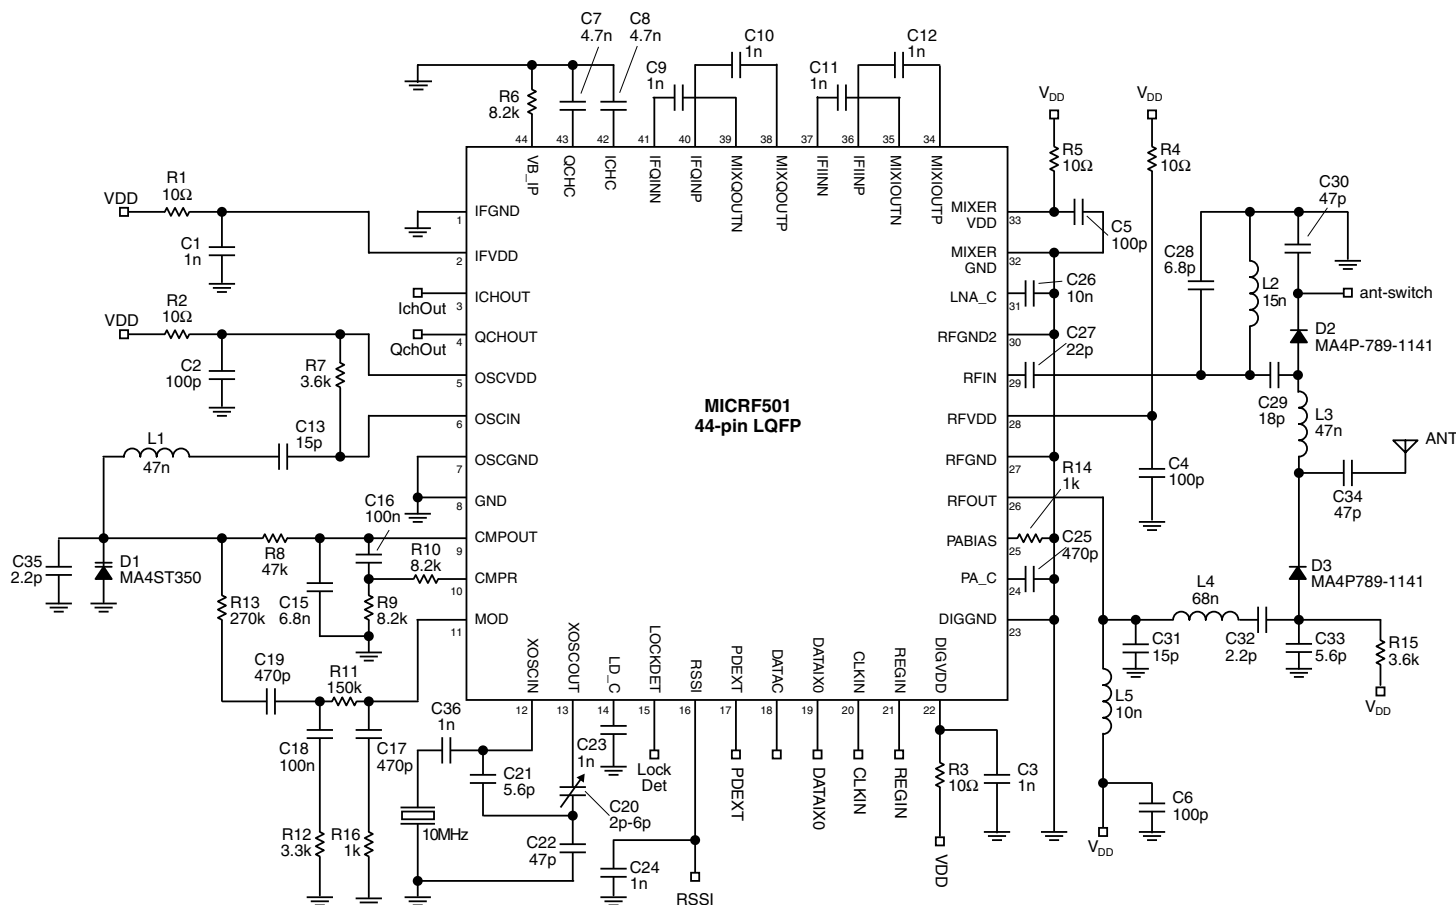 C7
4.7n
C8
4.7n
C10
1n
C12
1n
C9
1n
C11
1n
R6
8.2k
44
43
42
41
40
39
38
37
36
35
34
VB_IP
QCHC
ICHC
IFQINN
IFQINP
MIXQOUTN
MIXQOUTP
IFIINN
IFIINP
MIXIOUTN
MIXIOUTP
VDD
R5
10Ω
VDD
R4
10Ω
C30
47p
VDD
R1
10Ω
C1
1n
IFGND
1
IFVDD
2
ICHOUT
3
IchOut
QCHOUT
4
QchOut
OSCVDD
5
OSCIN
6
OSCGND
7
GND
8
CMPOUT
9
CMPR
10
MOD
11
VDD
R2
10Ω
C2
100p
R7
3.6k
C13
15p
L1
47n
C16
100n
R10
8.2k
R8
47k
C35
2.2p
D1
MA4ST350
R13
270k
C15
6.8n
R9
8.2k
C19
470p
R11
150k
C18
100n
C17
470p
R12
3.3k
R16
1k
MICRF501
44-pin LQFP
MIXER
VDD
33
C5
100p
MIXER
GND
32
LNA_C
31
C26
10n
RFGND2
30
C27
22p
RFIN
29
RFVDD
28
RFGND
27
R14
1k
RFOUT
26
PABIAS
25
C25
470p
PA_C
24
DIGGND
23
C28
6.8p
L2
15n
ant-switch
D2
MA4P-789-1141
C29
18p
L3
47n
ANT
C4
100p
C34
47p
D3
MA4P789-1141
L4
68n
C31
15p
C32
2.2p
C33
5.6p
R15
3.6k
VDD
L5
10n
C6
100p
VDD
XOSCIN
XOSCOUT
LD_C
LOCKDET
RSSI
PDEXT
DATAC
DATAIX0
CLKIN
REGIN
DIGVDD
12
13
14
15
16
17
18
19
20
21
22
C36
1n
C21
5.6p
C23
1n
C20
2p-6p
10MHz
C22
47p
C24
1n
Lock
Det
RSSI
PDEXT
DATAIX0
CLKIN
REGIN
R3
10Ω
C3
1n
VDD